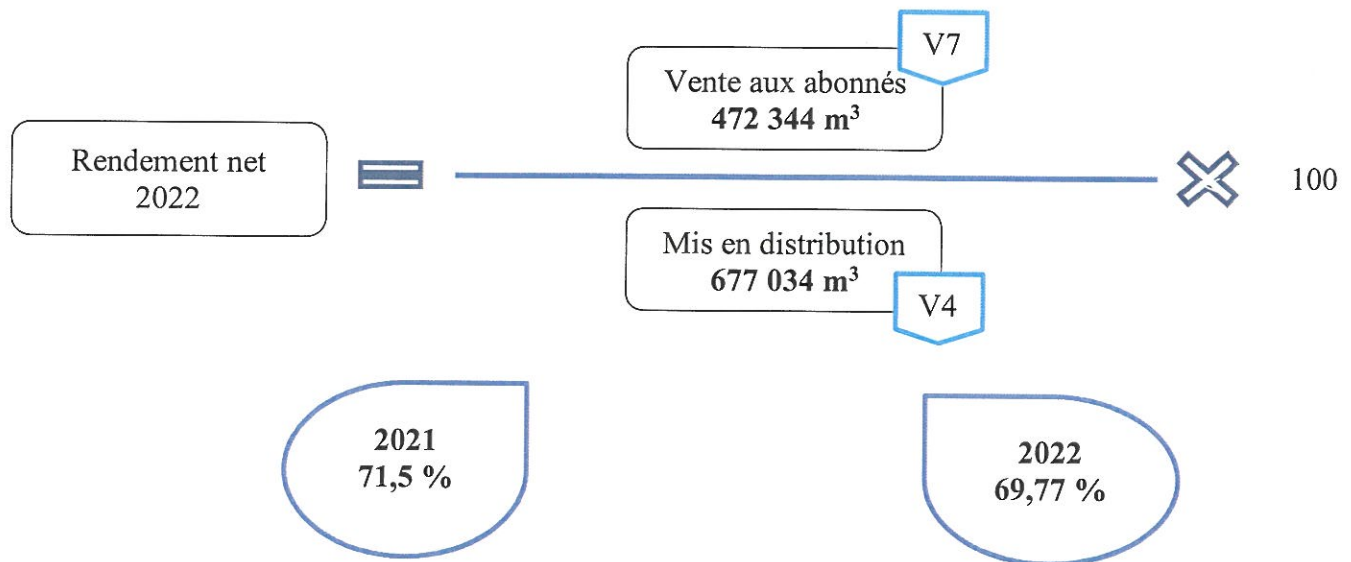 V7
Vente aux abonnés
472 344 m³
Rendement net
2022
100
Mis en distribution
677 034 m³
V4
2021
71,5 %
2022
69,77 %